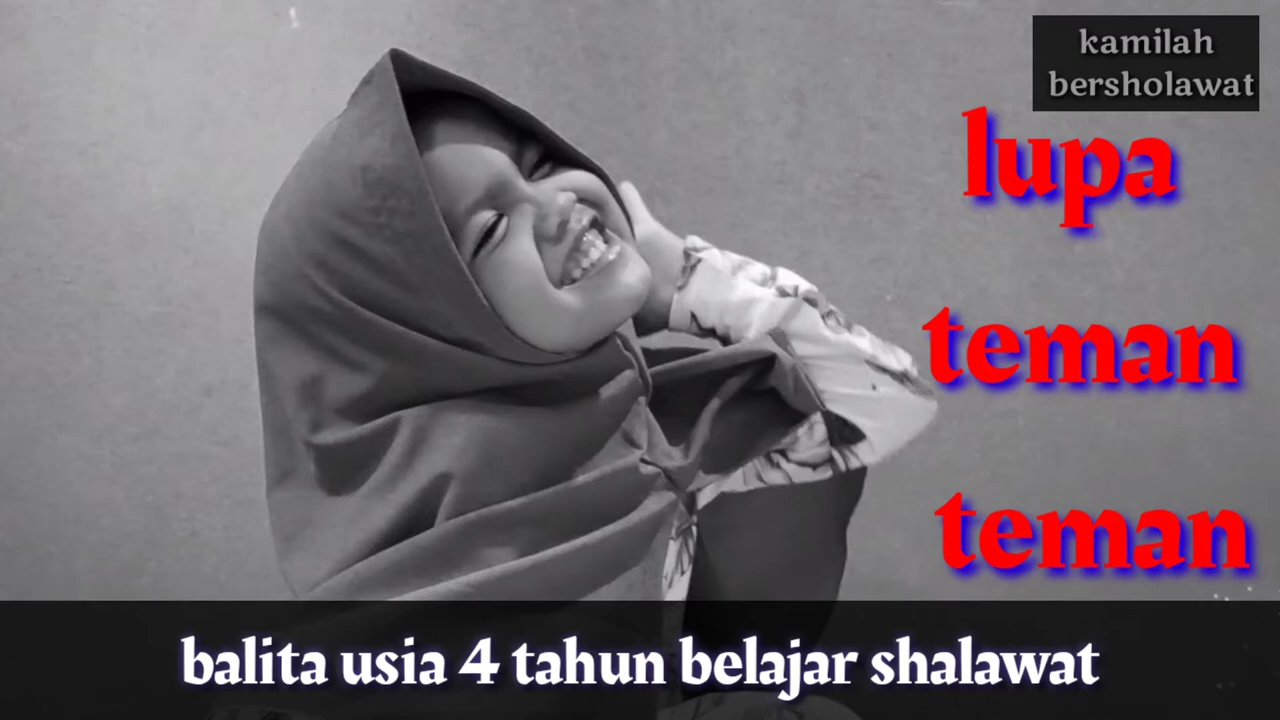 kamilah
bersholawat
lupa
teman
teman
balita usia 4 tahun belajar shalawat